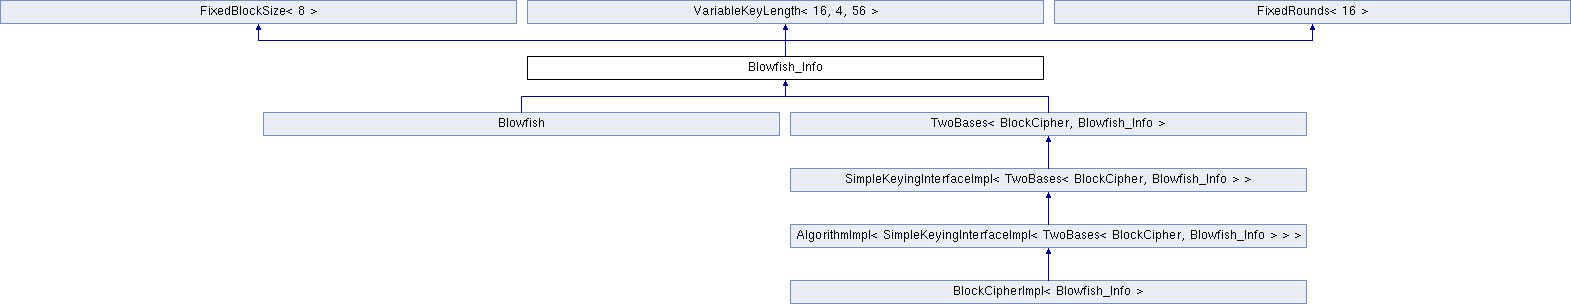 FixedBlockSize< 8 >
VariableKeyLength< 16, 4, 56 >
FixedRounds< 16 >
Blowfish_Info
Blowfish
TwoBases< BlockCipher, Blowfish_Info >
SimpleKeyingInterfaceImpl< TwoBases< BlockCipher, Blowfish_Info > >
AlgorithmImpl< SimpleKeyingInterfaceImpl< TwoBases< BlockCipher, Blowfish_Info > > >
BlockCipherImpl< Blowfish_Info >